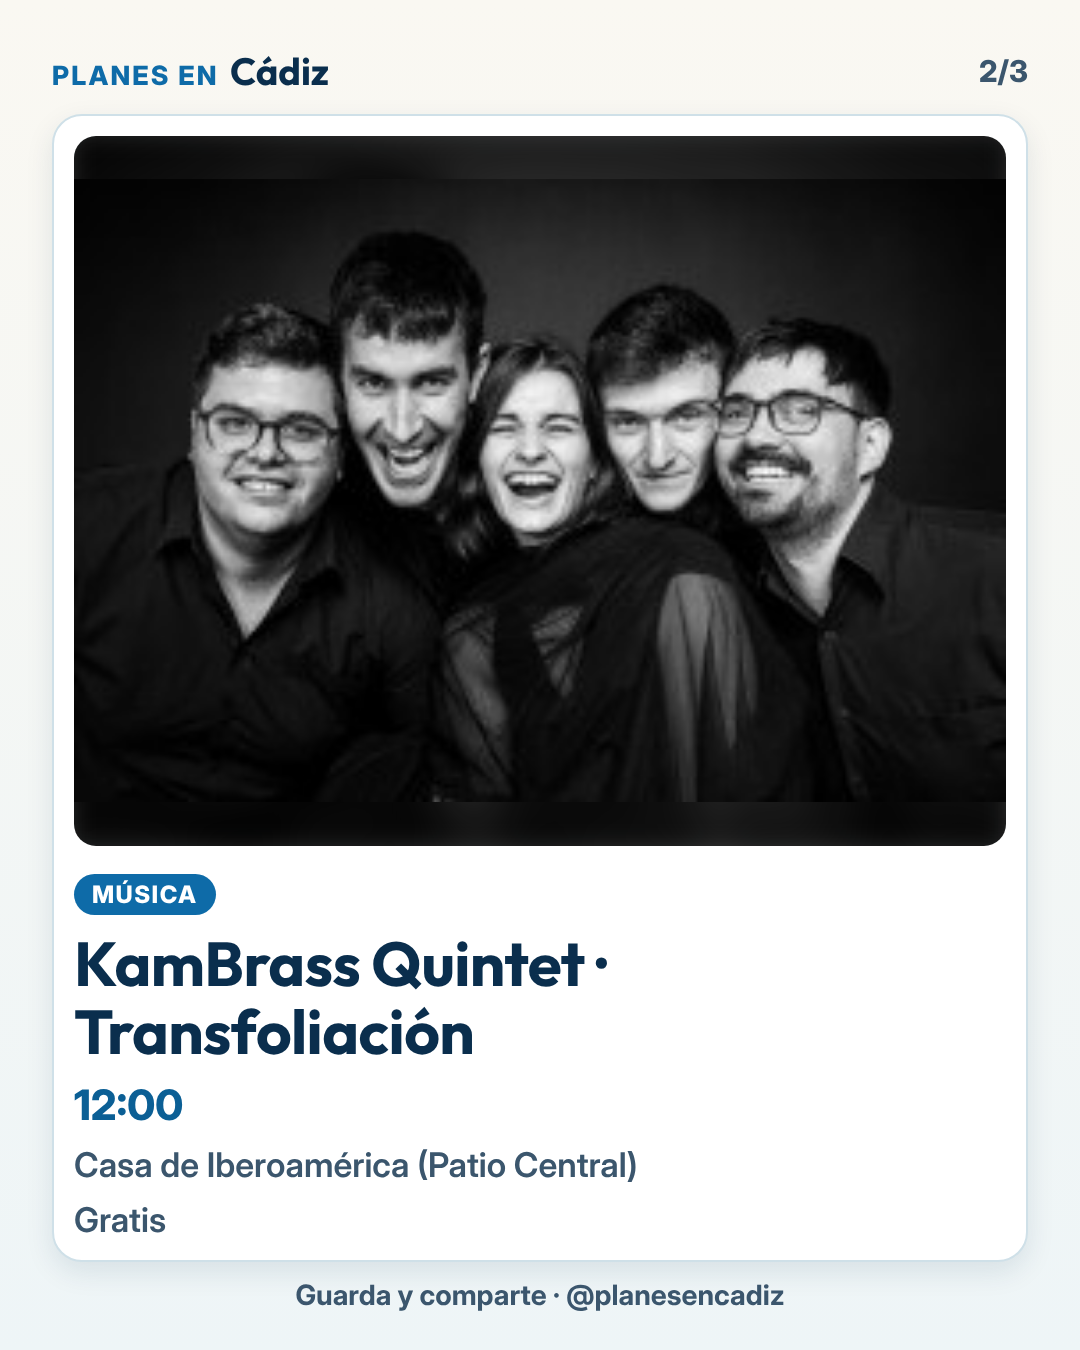 PLANES EN Cádiz
2/3
MÚSICA
KamBrass Quintet ·
Transfoliación
12:00
Casa de Iberoamérica (Patio Central)
Gratis
Guarda y comparte · @planesencadiz